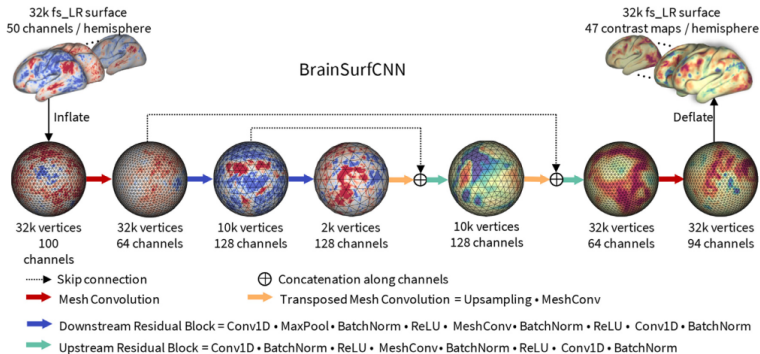 32k fs_LR surface
50 channels / hemisphere
32k fs_LR surface
47 contrast maps / hemisphere
BrainSurfCNN
Inflate
Deflate
32k vertices
100
channels
32k vertices
64 channels
10k vertices
128 channels
2k vertices
128 channels
10k vertices
128 channels
32k vertices
64 channels
32k vertices
94 channels
Skip connection
Concatenation along channels
Mesh Convolution
Transposed Mesh Convolution = Upsampling • MeshConv
Downstream Residual Block = Conv1D • MaxPool • BatchNorm • ReLU • MeshConv • BatchNorm • ReLU • Conv1D • BatchNorm
Upstream Residual Block = Conv1D • BatchNorm • ReLU • MeshConv • BatchNorm • ReLU • Conv1D • BatchNorm